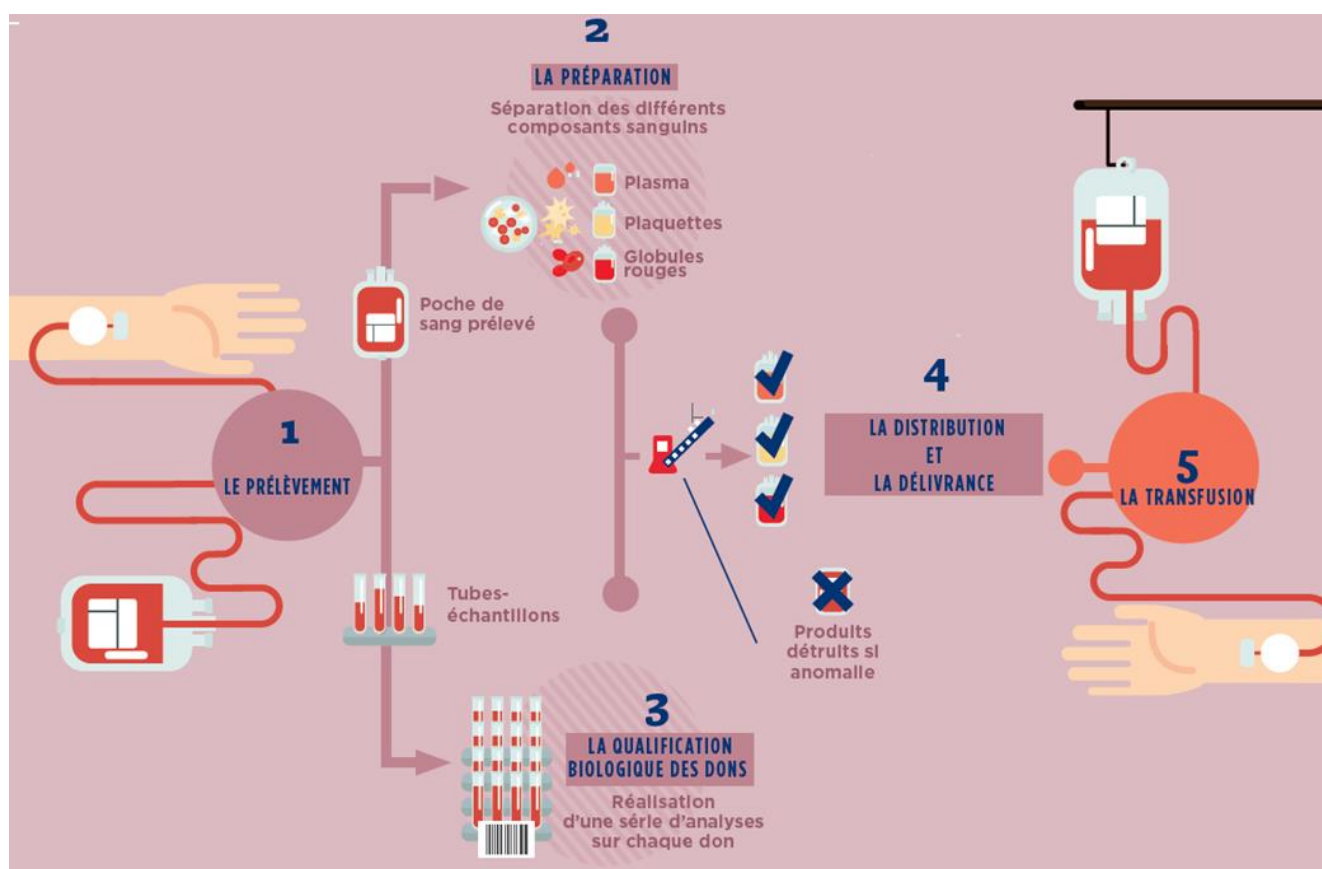 2
LA PRÉPARATION
Séparation des différents
composants sanguins
Plasma
Plaquettes
Globules
rouges
Poche de
sang prélevé
1
LE PRÉLÈVEMENT
4
LA DISTRIBUTION
ET
LA DÉLIVRANCE
5
LA TRANSFUSION
Tubes-
échantillons
Produits
détruits si
anomalie
3
LA QUALIFICATION
BIOLOGIQUE DES DONS
Réalisation
d'une série d'analyses
sur chaque don